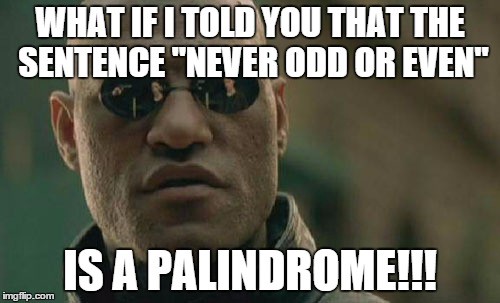 WHAT IF I TOLD YOU THAT THE
SENTENCE "NEVER ODD OR EVEN"
IS A PALINDROME!!!
imgflip.com